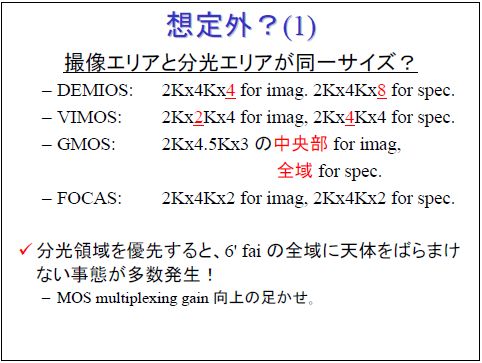 想定外？(1)
撮像エリアと分光エリアが同一サイズ？
– DEMIOS: 2Kx4Kx4 for imag. 2Kx4Kx8 for spec.
– VIMOS: 2Kx2Kx4 for imag, 2Kx4Kx4 for spec.
– GMOS: 2Kx4.5Kx3 の中央部 for imag,
全域 for spec.
– FOCAS: 2Kx4Kx2 for imag, 2Kx4Kx2 for spec.
✓ 分光領域を優先すると、6' fai の全域に天体をばらまけ
ない事態が多数発生！
– MOS multiplexing gain 向上の足かせ。